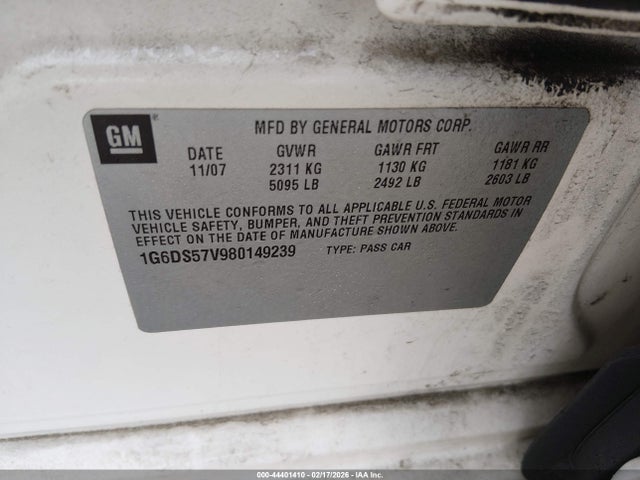 GM®
MFD BY GENERAL MOTORS CORP.
DATE GVWR GAWR FRT GAWR RR
11/07 2311 KG 1130 KG 1181 KG
5095 LB 2492 LB 2603 LB
THIS VEHICLE CONFORMS TO ALL APPLICABLE U.S. FEDERAL MOTOR
VEHICLE SAFETY, BUMPER, AND THEFT PREVENTION STANDARDS IN
EFFECT ON THE DATE OF MANUFACTURE SHOWN ABOVE.
1G6DS57V980149239 TYPE: PASS CAR
000-44401410 - 02/17/2026 - IAAI Inc.